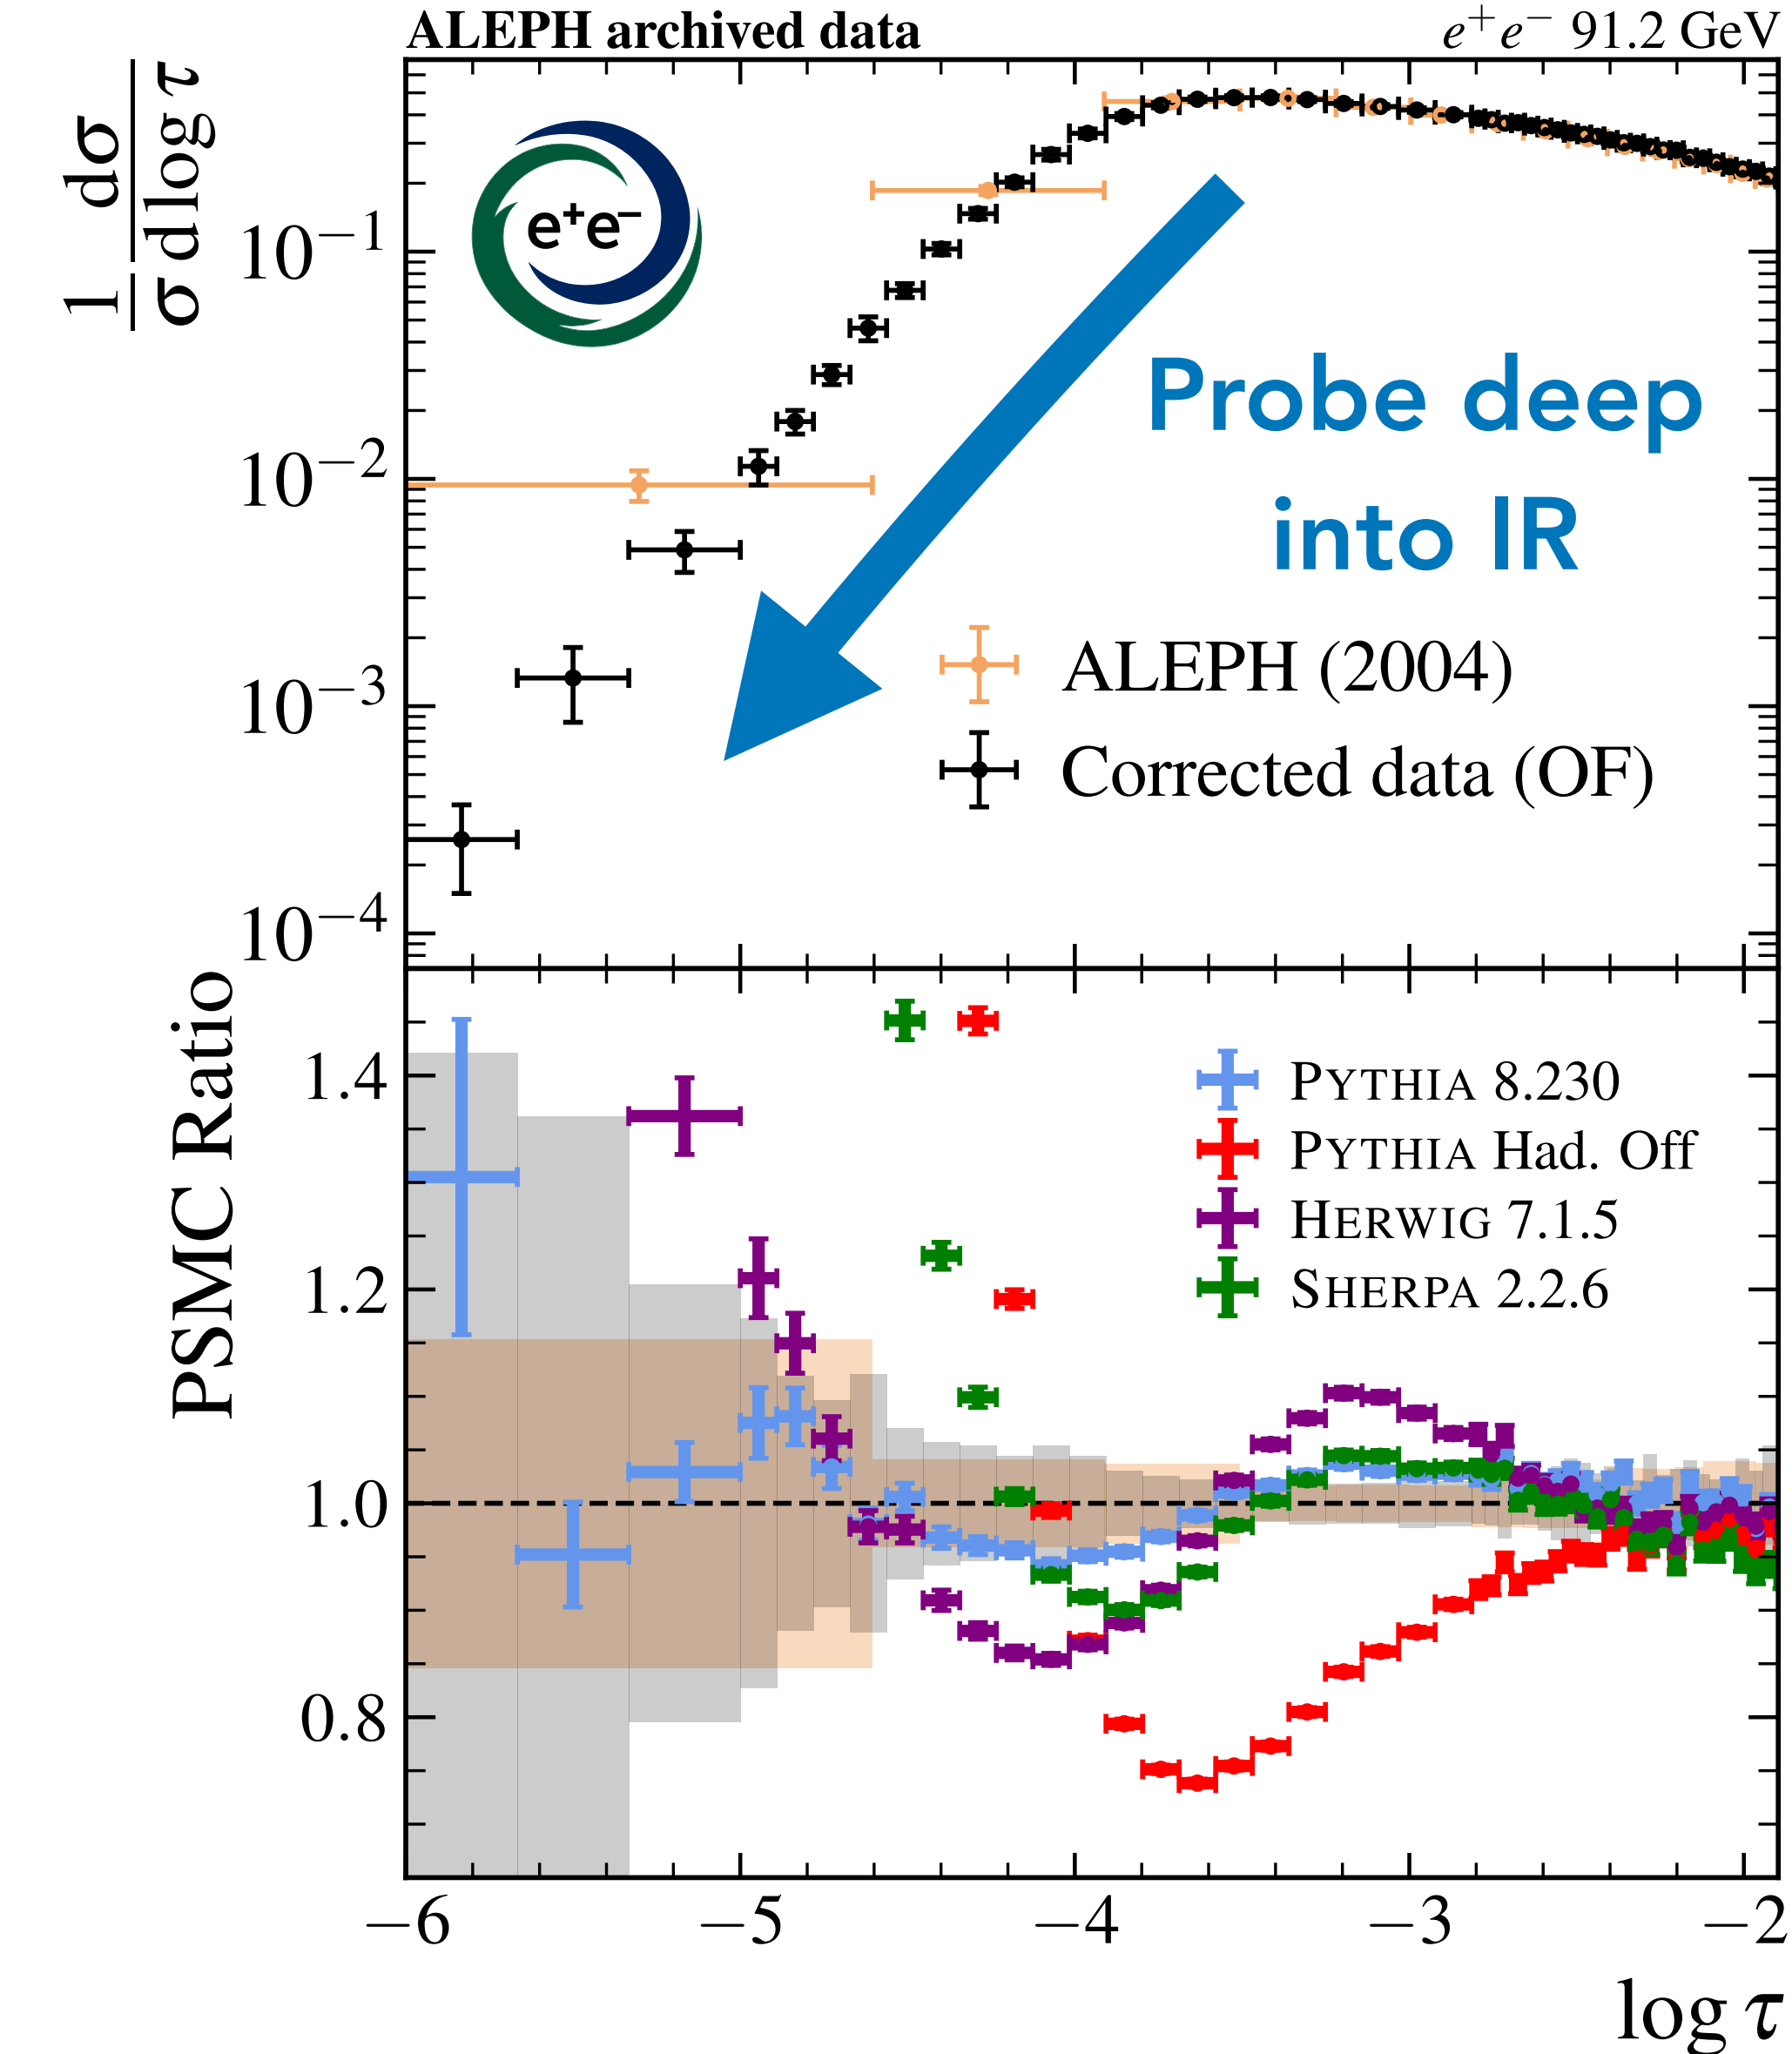 ALEPH archived data
e⁺e⁻ 91.2 GeV
1 dσ
σ dlog τ
e⁺e⁻
10⁻¹
10⁻²
10⁻³
10⁻⁴
Probe deep
into IR
ALEPH (2004)
Corrected data (OF)
PSMC Ratio
1.4
1.2
1.0
0.8
PYTHIA 8.230
PYTHIA Had. Off
HERWIG 7.1.5
SHERPA 2.2.6
−6 −5 −4 −3 −2
log τ